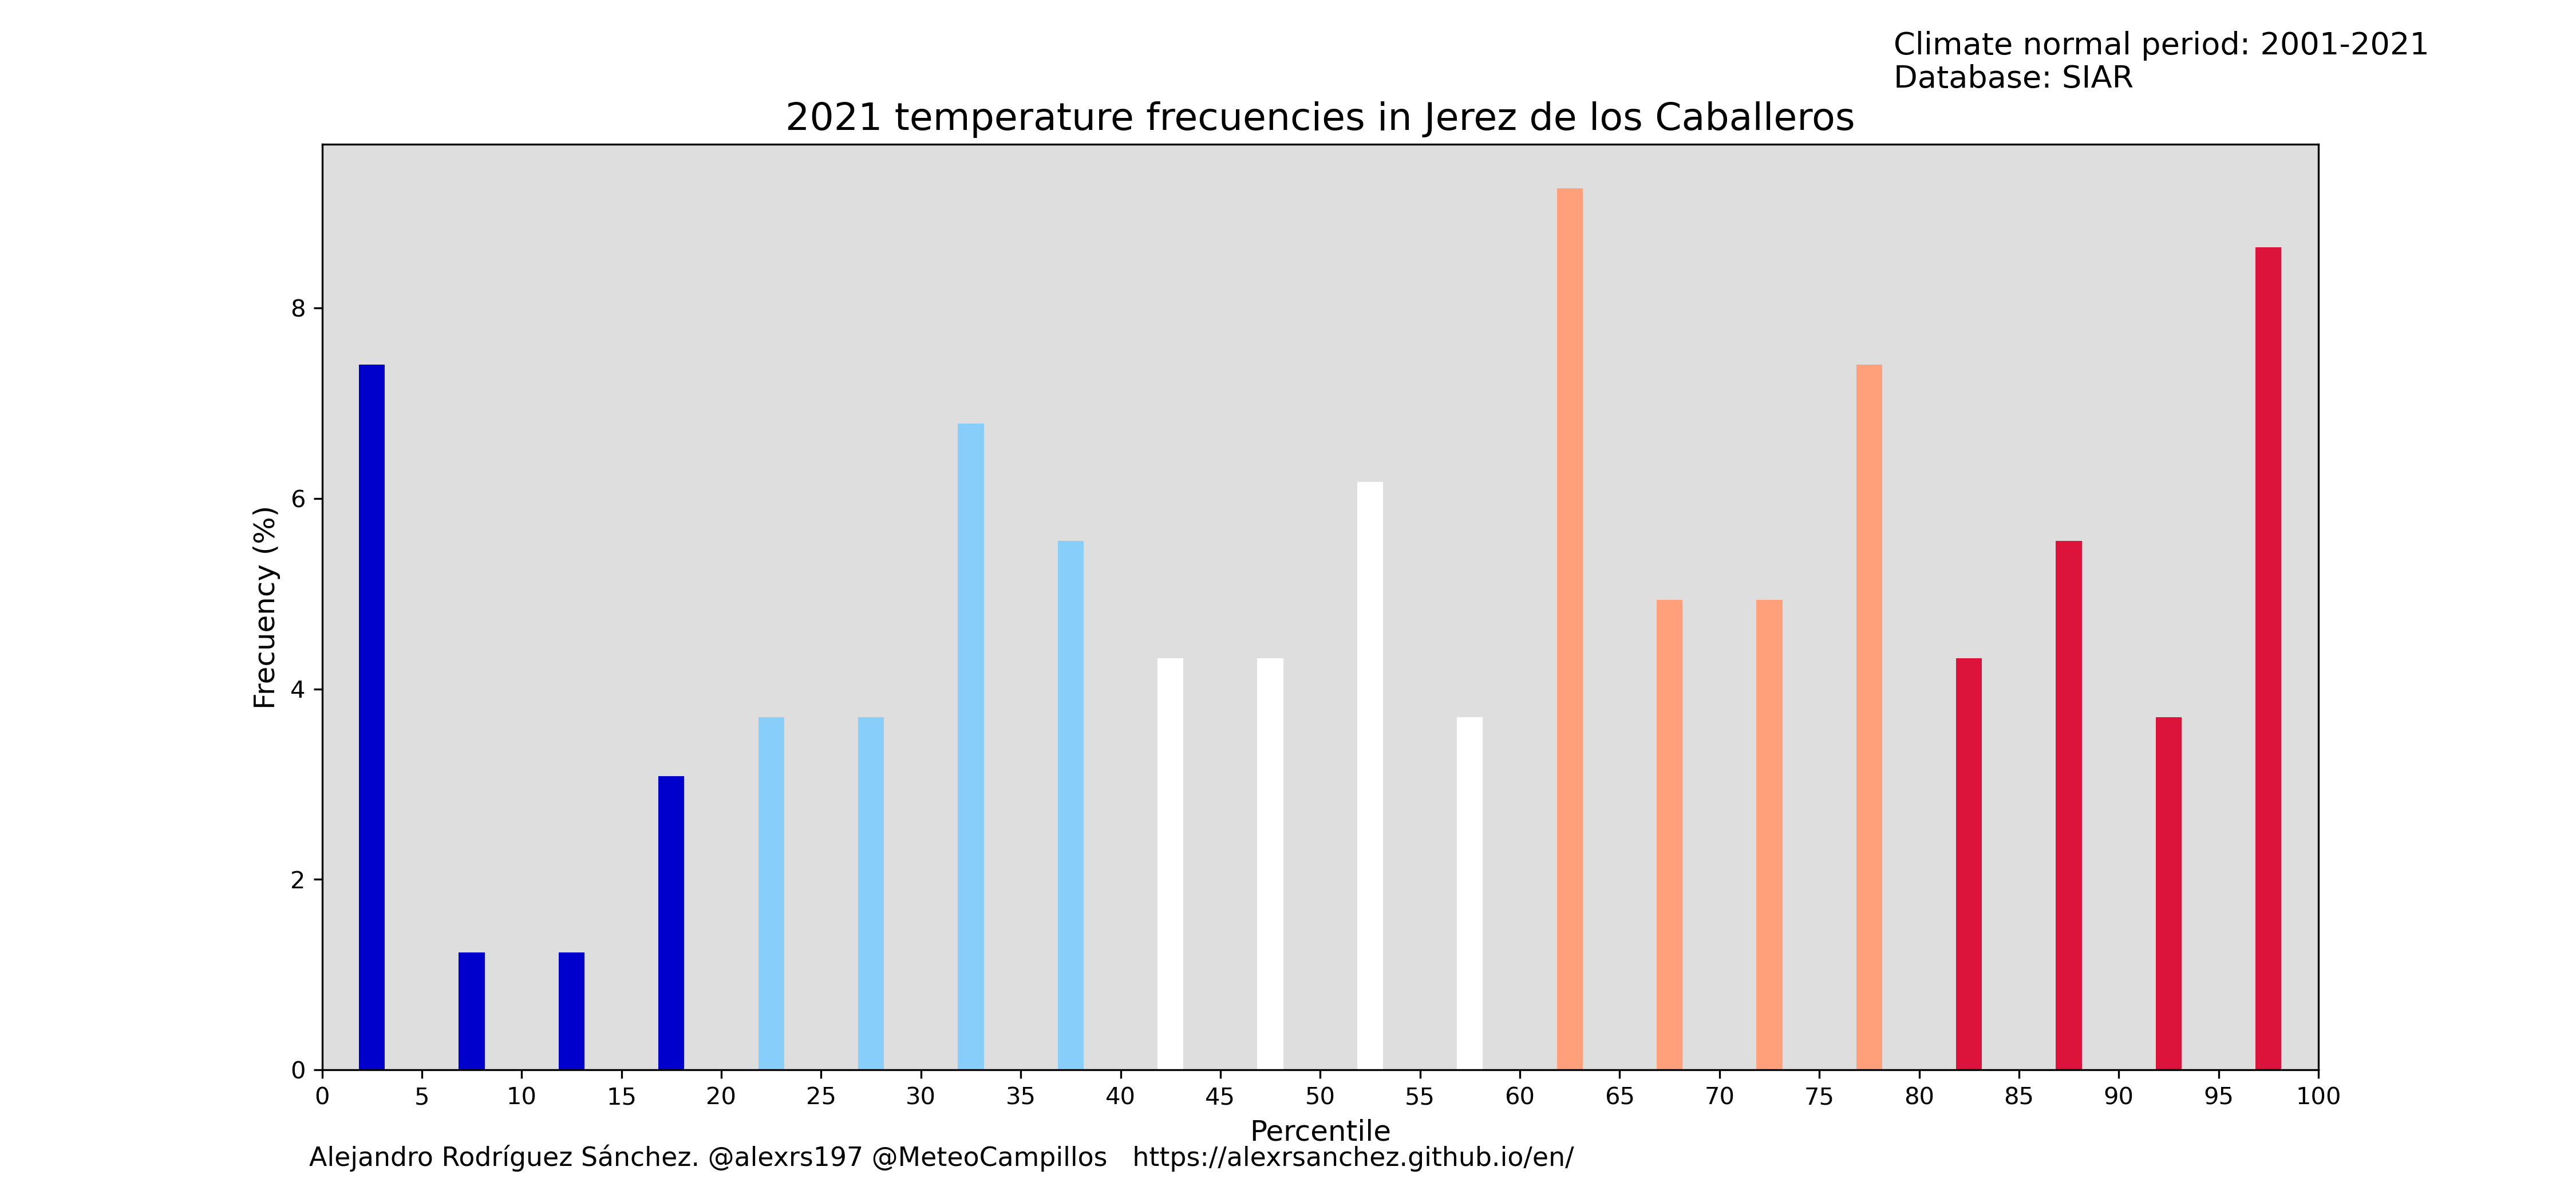 Climate normal period: 2001-2021
Database: SIAR
2021 temperature frecuencies in Jerez de los Caballeros
Frecuency (%)
8
6
4
2
0
0 5 10 15 20 25 30 35 40 45 50 55 60 65 70 75 80 85 90 95 100
Percentile
Alejandro Rodríguez Sánchez. @alexrs197 @MeteoCampillos https://alexrsanchez.github.io/en/